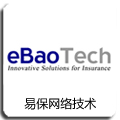 eBaoTech
Innovative Solutions for Insurance
易保网络技术